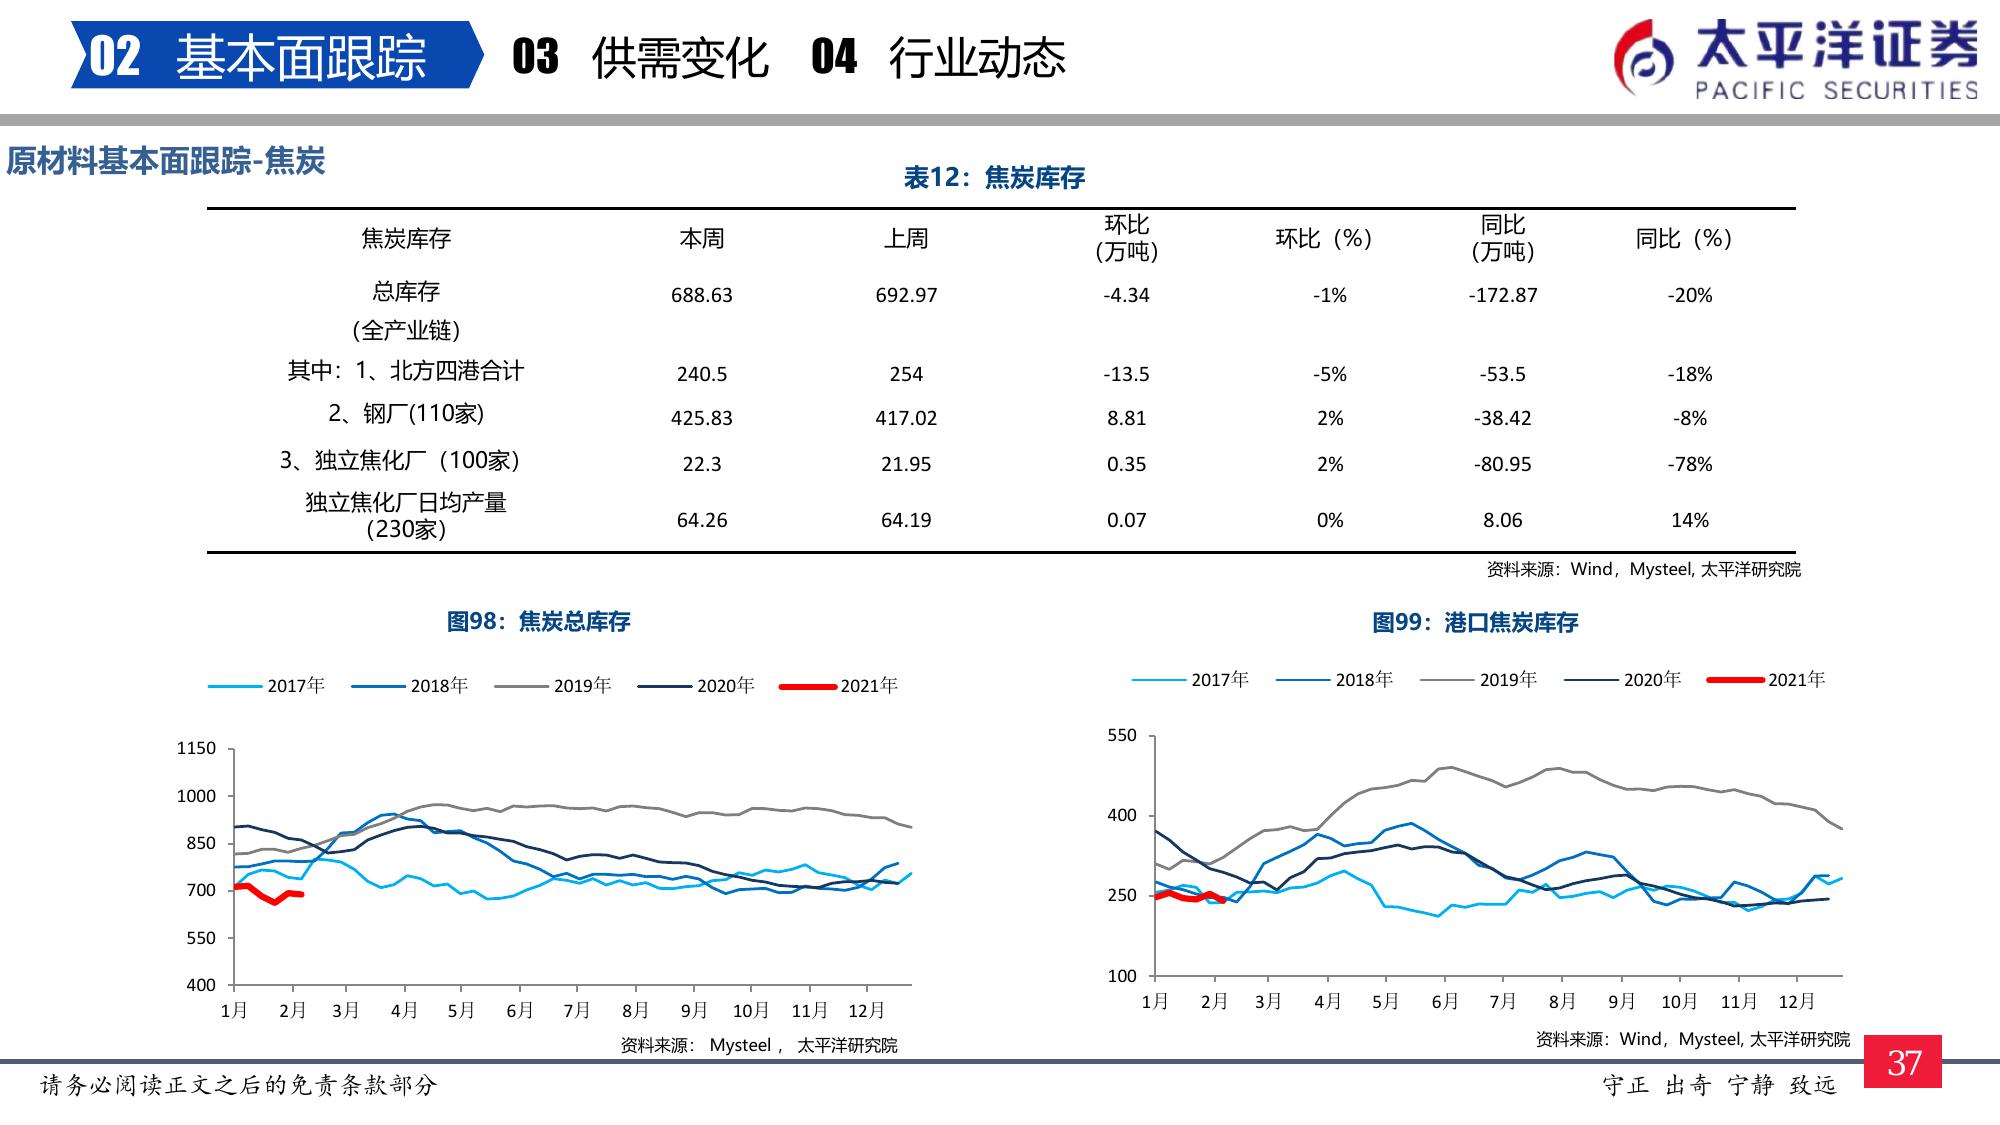 02 基本面跟踪 03 供需变化 04 行业动态
太平洋证券
PACIFIC SECURITIES
原材料基本面跟踪-焦炭
表12：焦炭库存
焦炭库存 本周 上周 环比(万吨) 环比（%） 同比(万吨) 同比（%）
总库存（全产业链） 688.63 692.97 -4.34 -1% -172.87 -20%
其中：1、北方四港合计 240.5 254 -13.5 -5% -53.5 -18%
2、钢厂(110家) 425.83 417.02 8.81 2% -38.42 -8%
3、独立焦化厂（100家） 22.3 21.95 0.35 2% -80.95 -78%
独立焦化厂日均产量(230家) 64.26 64.19 0.07 0% 8.06 14%
资料来源：Wind，Mysteel, 太平洋研究院
图98：焦炭总库存
2017年 2018年 2019年 2020年 2021年
1150
1000
850
700
550
400
1月 2月 3月 4月 5月 6月 7月 8月 9月 10月 11月 12月
资料来源： Mysteel ， 太平洋研究院
图99：港口焦炭库存
2017年 2018年 2019年 2020年 2021年
550
400
250
100
1月 2月 3月 4月 5月 6月 7月 8月 9月 10月 11月 12月
资料来源：Wind，Mysteel, 太平洋研究院
请务必阅读正文之后的免责条款部分
守正 出奇 宁静 致远
37